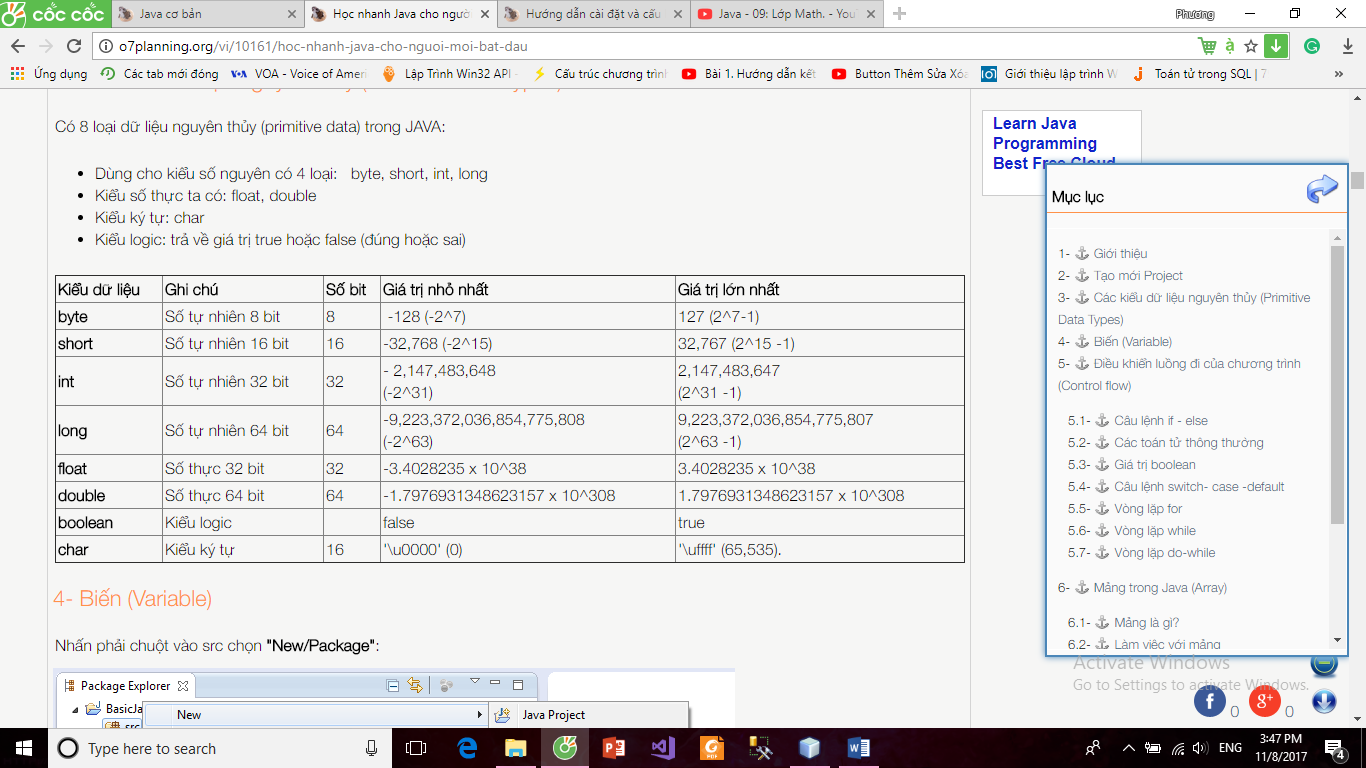 CỐC CỐC
Java cơ bản
Học nhanh Java cho ngườ
Hướng dẫn cài đặt và cấu
Java - 09: Lớp Math. - You
Phương
o7planning.org/vi/10161/hoc-nhanh-java-cho-nguoi-moi-bat-dau
Ứng dụng
Các tab mới đóng
VOA - Voice of Ameri
Lập Trình Win32 API -
Cấu trúc chương trình
Bài 1. Hướng dẫn kết
Button Thêm Sửa Xóa
Giới thiệu lập trình W
Toán tử trong SQL | 7
»
Có 8 loại dữ liệu nguyên thủy (primitive data) trong JAVA:
• Dùng cho kiểu số nguyên có 4 loại: byte, short, int, long
• Kiểu số thực ta có: float, double
• Kiểu ký tự: char
• Kiểu logic: trả về giá trị true hoặc false (đúng hoặc sai)
Kiểu dữ liệu Ghi chú Số bit Giá trị nhỏ nhất Giá trị lớn nhất
byte Số tự nhiên 8 bit 8 -128 (-2^7) 127 (2^7-1)
short Số tự nhiên 16 bit 16 -32,768 (-2^15) 32,767 (2^15 -1)
int Số tự nhiên 32 bit 32 - 2,147,483,648 2,147,483,647
(-2^31) (2^31 -1)
long Số tự nhiên 64 bit 64 -9,223,372,036,854,775,808 9,223,372,036,854,775,807
(-2^63) (2^63 -1)
float Số thực 32 bit 32 -3.4028235 x 10^38 3.4028235 x 10^38
double Số thực 64 bit 64 -1.7976931348623157 x 10^308 1.7976931348623157 x 10^308
boolean Kiểu logic false true
char Kiểu ký tự 16 '\u0000' (0) '\uffff' (65,535).
4- Biến (Variable)
Nhấn phải chuột vào src chọn "New/Package":
Package Explorer
BasicJa
src
New
Java Project
Learn Java
Programming
Best Free Cloud
Mục lục
1- Giới thiệu
2- Tạo mới Project
3- Các kiểu dữ liệu nguyên thủy (Primitive
Data Types)
4- Biến (Variable)
5- Điều khiển luồng đi của chương trình
(Control flow)
5.1- Câu lệnh if - else
5.2- Các toán tử thông thường
5.3- Giá trị boolean
5.4- Câu lệnh switch- case -default
5.5- Vòng lặp for
5.6- Vòng lặp while
5.7- Vòng lặp do-while
6- Mảng trong Java (Array)
6.1- Mảng là gì?
6.2- Làm việc với mảng
Activate Windows
Go to Settings to activate Windows.
f 0 g+ 0
Type here to search
ENG
3:47 PM
11/8/2017
4